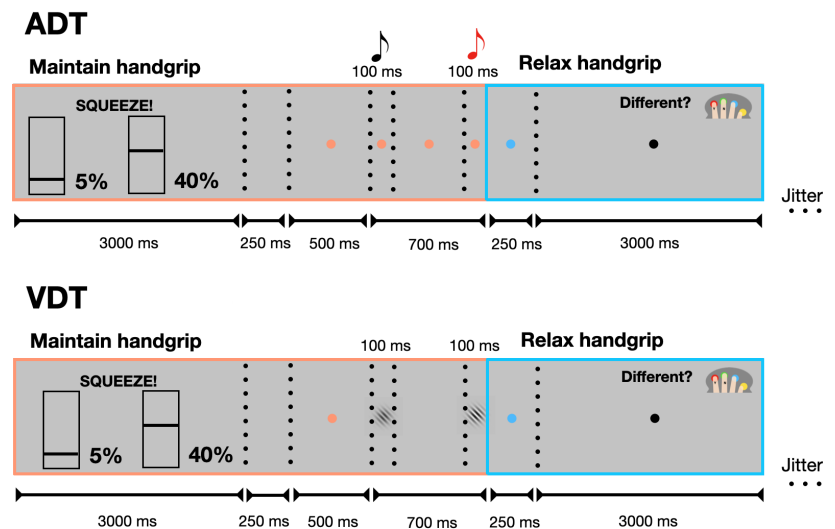 ADT
Maintain handgrip
100 ms
100 ms
Relax handgrip
SQUEEZE!
5%
40%
Different?
Jitter
3000 ms
250 ms
500 ms
700 ms
250 ms
3000 ms
VDT
Maintain handgrip
100 ms
100 ms
Relax handgrip
SQUEEZE!
5%
40%
Different?
Jitter
3000 ms
250 ms
500 ms
700 ms
250 ms
3000 ms